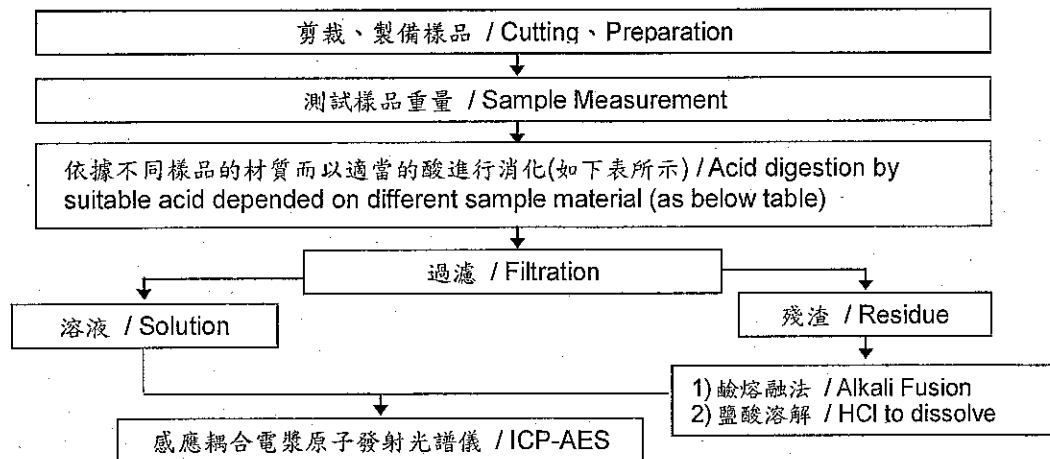 剪裁、製備樣品 / Cutting、Preparation
測試樣品重量 / Sample Measurement
依據不同樣品的材質而以適當的酸進行消化(如下表所示) / Acid digestion by
suitable acid depended on different sample material (as below table)
過濾 / Filtration
溶液 / Solution
殘渣 / Residue
1) 鹼熔融法 / Alkali Fusion
2) 鹽酸溶解 / HCl to dissolve
感應耦合電漿原子發射光譜儀 / ICP-AES